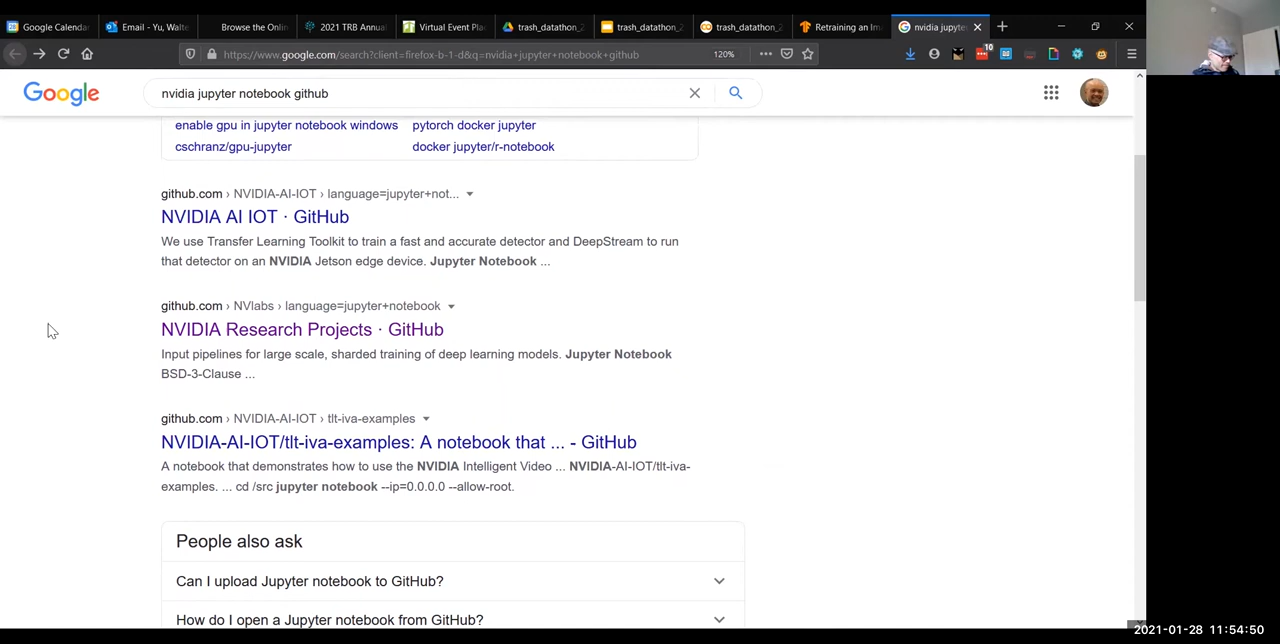 Google Calenda
Email - Yu, Walte
Browse the Onli
2021 TRB Annual
Virtual Event Pla
trash_datathon_2
trash_datathon_2
trash_datathon_2
Retraining an Im
nvidia jupyte
https://www.google.com/search?client=firefox-b-1-d&q=nvidia+jupyter+notebook+github
120%
10
Google
nvidia jupyter notebook github
enable gpu in jupyter notebook windows
pytorch docker jupyter
cschranz/gpu-jupyter
docker jupyter/r-notebook
github.com › NVIDIA-AI-IOT › language=jupyter+not...
NVIDIA AI IOT · GitHub
We use Transfer Learning Toolkit to train a fast and accurate detector and DeepStream to run
that detector on an NVIDIA Jetson edge device. Jupyter Notebook ...
github.com › NVlabs › language=jupyter+notebook
NVIDIA Research Projects · GitHub
Input pipelines for large scale, sharded training of deep learning models. Jupyter Notebook
BSD-3-Clause ...
github.com › NVIDIA-AI-IOT › tlt-iva-examples
NVIDIA-AI-IOT/tlt-iva-examples: A notebook that ... - GitHub
A notebook that demonstrates how to use the NVIDIA Intelligent Video ... NVIDIA-AI-IOT/tlt-iva-
examples. ... cd /src jupyter notebook --ip=0.0.0.0 --allow-root.
People also ask
Can I upload Jupyter notebook to GitHub?
How do I open a Jupyter notebook from GitHub?
2021-01-28 11:54:50